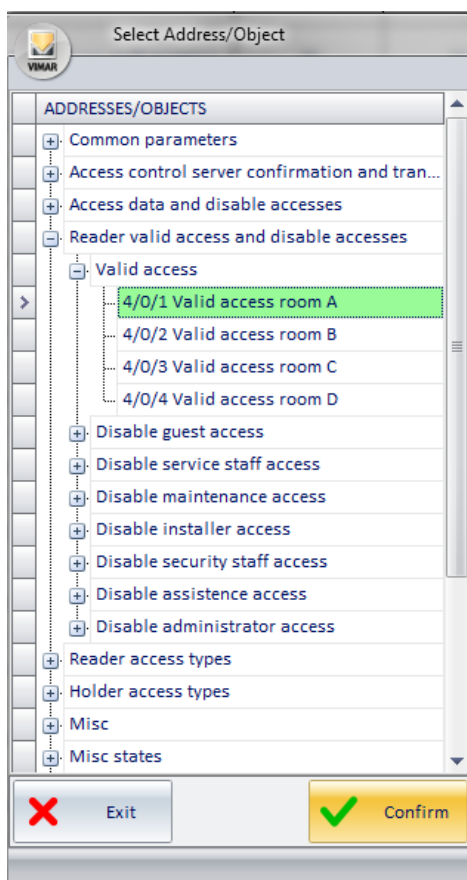 Select Address/Object
VIMAR
ADDRESSES/OBJECTS
Common parameters
Access control server confirmation and tran...
Access data and disable accesses
Reader valid access and disable accesses
Valid access
4/0/1 Valid access room A
4/0/2 Valid access room B
4/0/3 Valid access room C
4/0/4 Valid access room D
Disable guest access
Disable service staff access
Disable maintenance access
Disable installer access
Disable security staff access
Disable assistence access
Disable administrator access
Reader access types
Holder access types
Misc
Misc states
Exit
Confirm